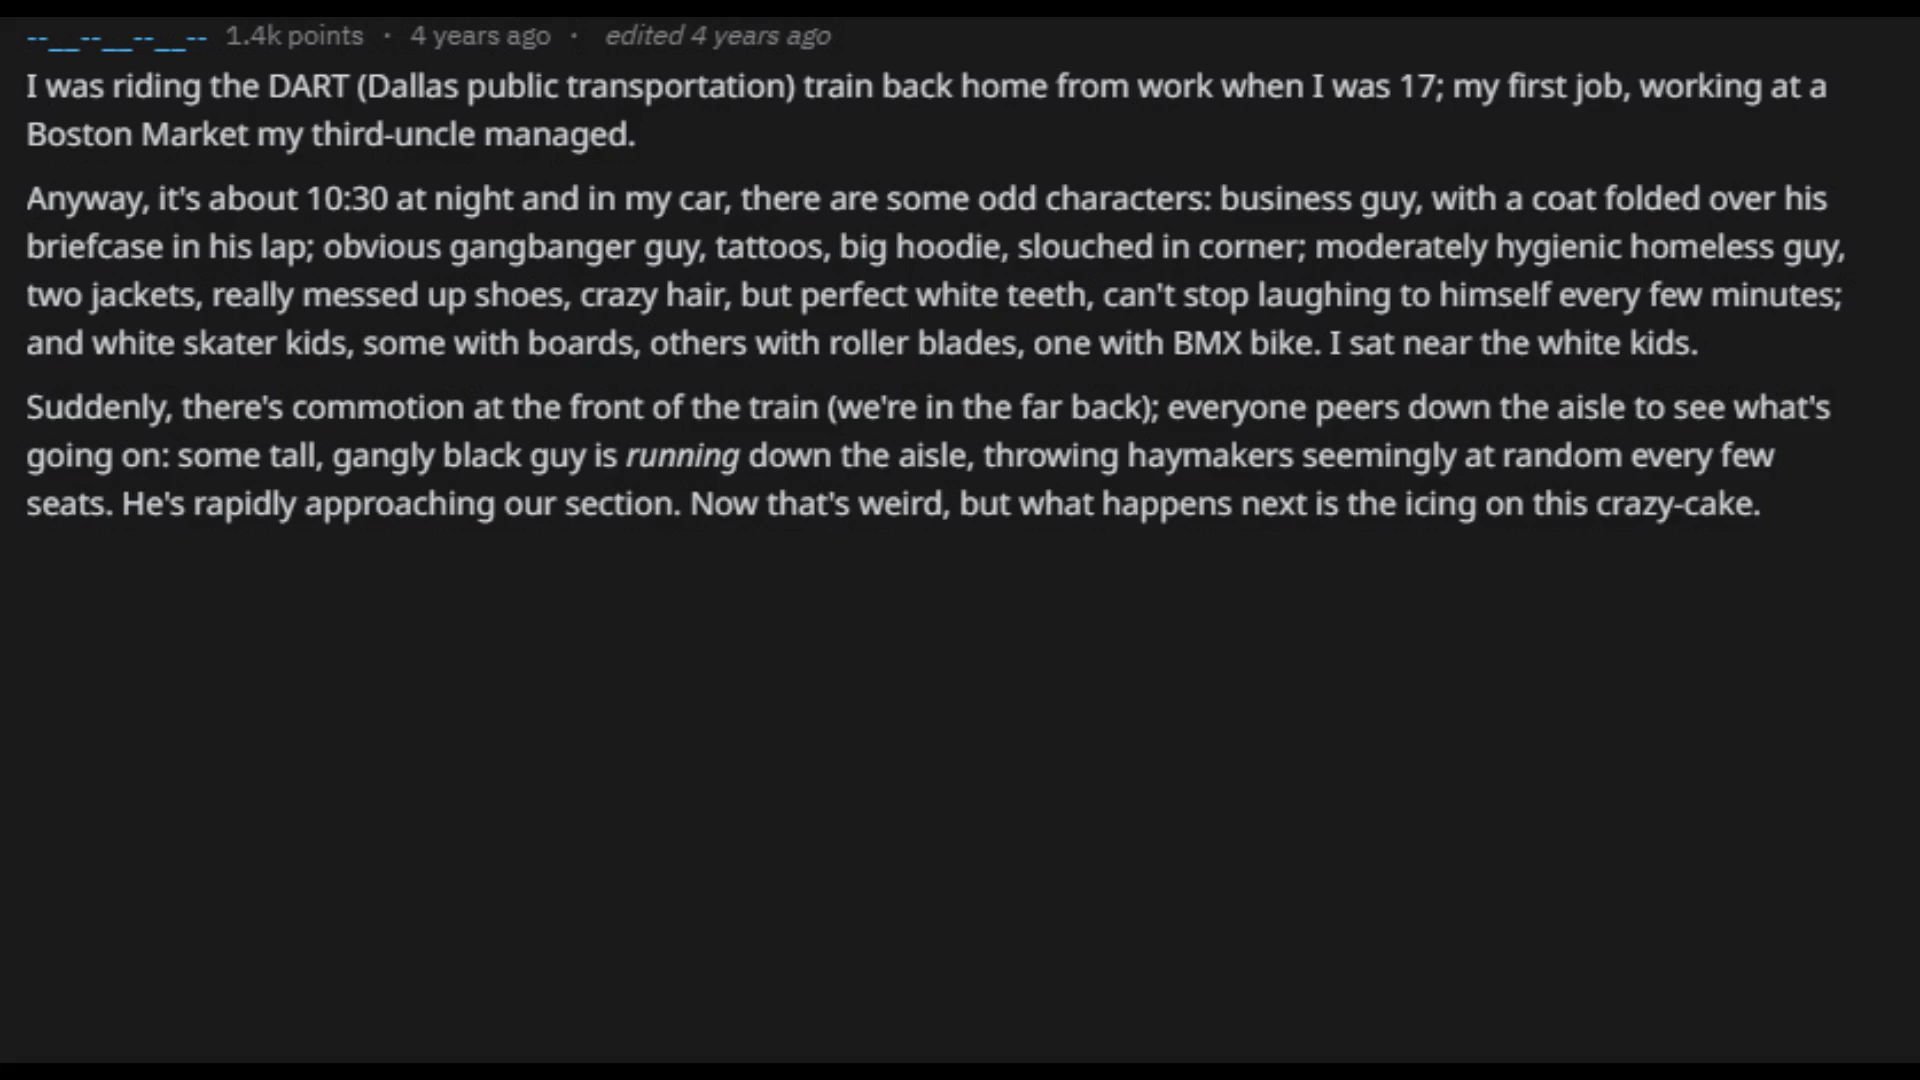 --__--__--__-- 1.4k points · 4 years ago · edited 4 years ago
I was riding the DART (Dallas public transportation) train back home from work when I was 17; my first job, working at a
Boston Market my third-uncle managed.
Anyway, it's about 10:30 at night and in my car, there are some odd characters: business guy, with a coat folded over his
briefcase in his lap; obvious gangbanger guy, tattoos, big hoodie, slouched in corner; moderately hygienic homeless guy,
two jackets, really messed up shoes, crazy hair, but perfect white teeth, can't stop laughing to himself every few minutes;
and white skater kids, some with boards, others with roller blades, one with BMX bike. I sat near the white kids.
Suddenly, there's commotion at the front of the train (we're in the far back); everyone peers down the aisle to see what's
going on: some tall, gangly black guy is running down the aisle, throwing haymakers seemingly at random every few
seats. He's rapidly approaching our section. Now that's weird, but what happens next is the icing on this crazy-cake.